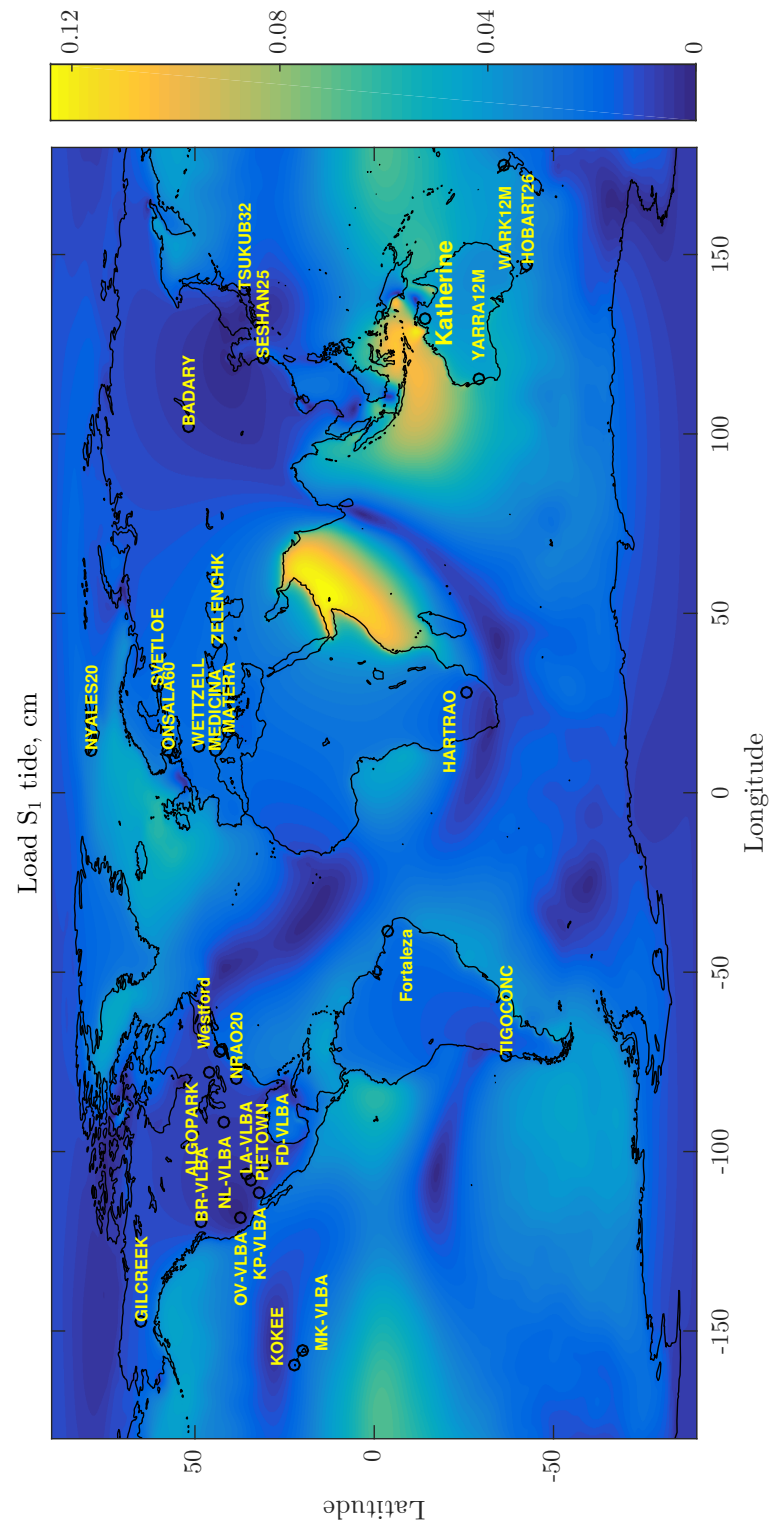 Load S₁ tide, cm
0.12
0.08
0.04
0
NYALES20
GILCREEK
SVETLOE
ONSALA60
BADARY
WETTZELL
MEDICINA
ZELENCHK
MATERA
BR-VLBA
ALGOPARK
Westford
NL-VLBA
NRAO20
OV-VLBA
LA-VLBA
PIETOWN
KP-VLBA
FD-VLBA
TSUKUB32
SESHAN25
KOKEE
MK-VLBA
Fortaleza
Katherine
HARTRAO
YARRA12M
TIGOCONC
WARK12M
HOBART26
50
0
-50
Latitude
-150
-100
-50
0
50
100
150
Longitude